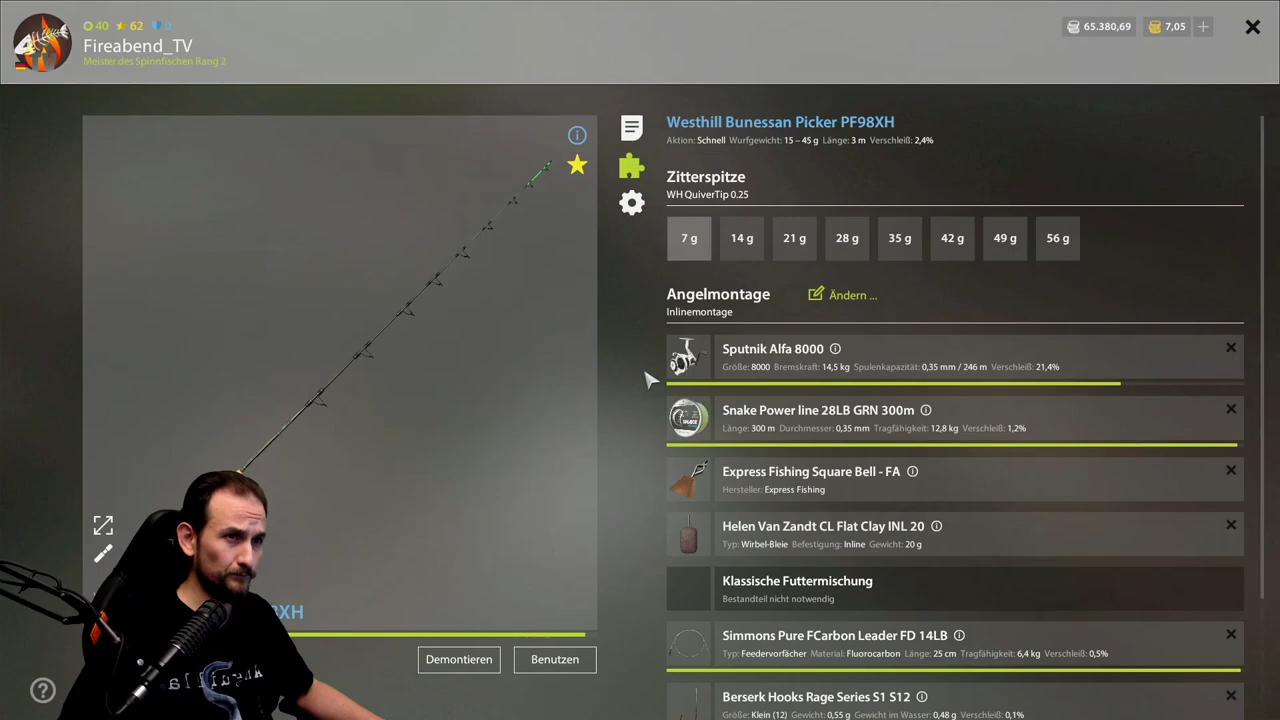 40 62 0
Fireabend_TV
Meister des Spinnfischen Rang 2
65.380,69 7,05
Westhill Bunessan Picker PF98XH
Aktion: Schnell Wurfgewicht: 15 – 45 g Länge: 3 m Verschleiß: 2,4%
Zitterspitze
WH QuiverTip 0.25
7 g 14 g 21 g 28 g 35 g 42 g 49 g 56 g
Angelmontage Ändern ...
Inlinemontage
Sputnik Alfa 8000
Größe: 8000 Bremskraft: 14,5 kg Spulenkapazität: 0,35 mm / 246 m Verschleiß: 21,4%
Snake Power line 28LB GRN 300m
Länge: 300 m Durchmesser: 0,35 mm Tragfähigkeit: 12,8 kg Verschleiß: 1,2%
Express Fishing Square Bell - FA
Hersteller: Express Fishing
Helen Van Zandt CL Flat Clay INL 20
Typ: Wirbel-Bleie Befestigung: Inline Gewicht: 20 g
Klassische Futtermischung
Bestandteil nicht notwendig
Simmons Pure FCarbon Leader FD 14LB
Typ: Feedervorfächer Material: Fluorocarbon Länge: 25 cm Tragfähigkeit: 6,4 kg Verschleiß: 0,5%
Berserk Hooks Rage Series S1 S12
Größe: Klein (12) Gewicht: 0,55 g Gewicht im Wasser: 0,48 g Verschleiß: 0,1%
XH
Demontieren Benutzen